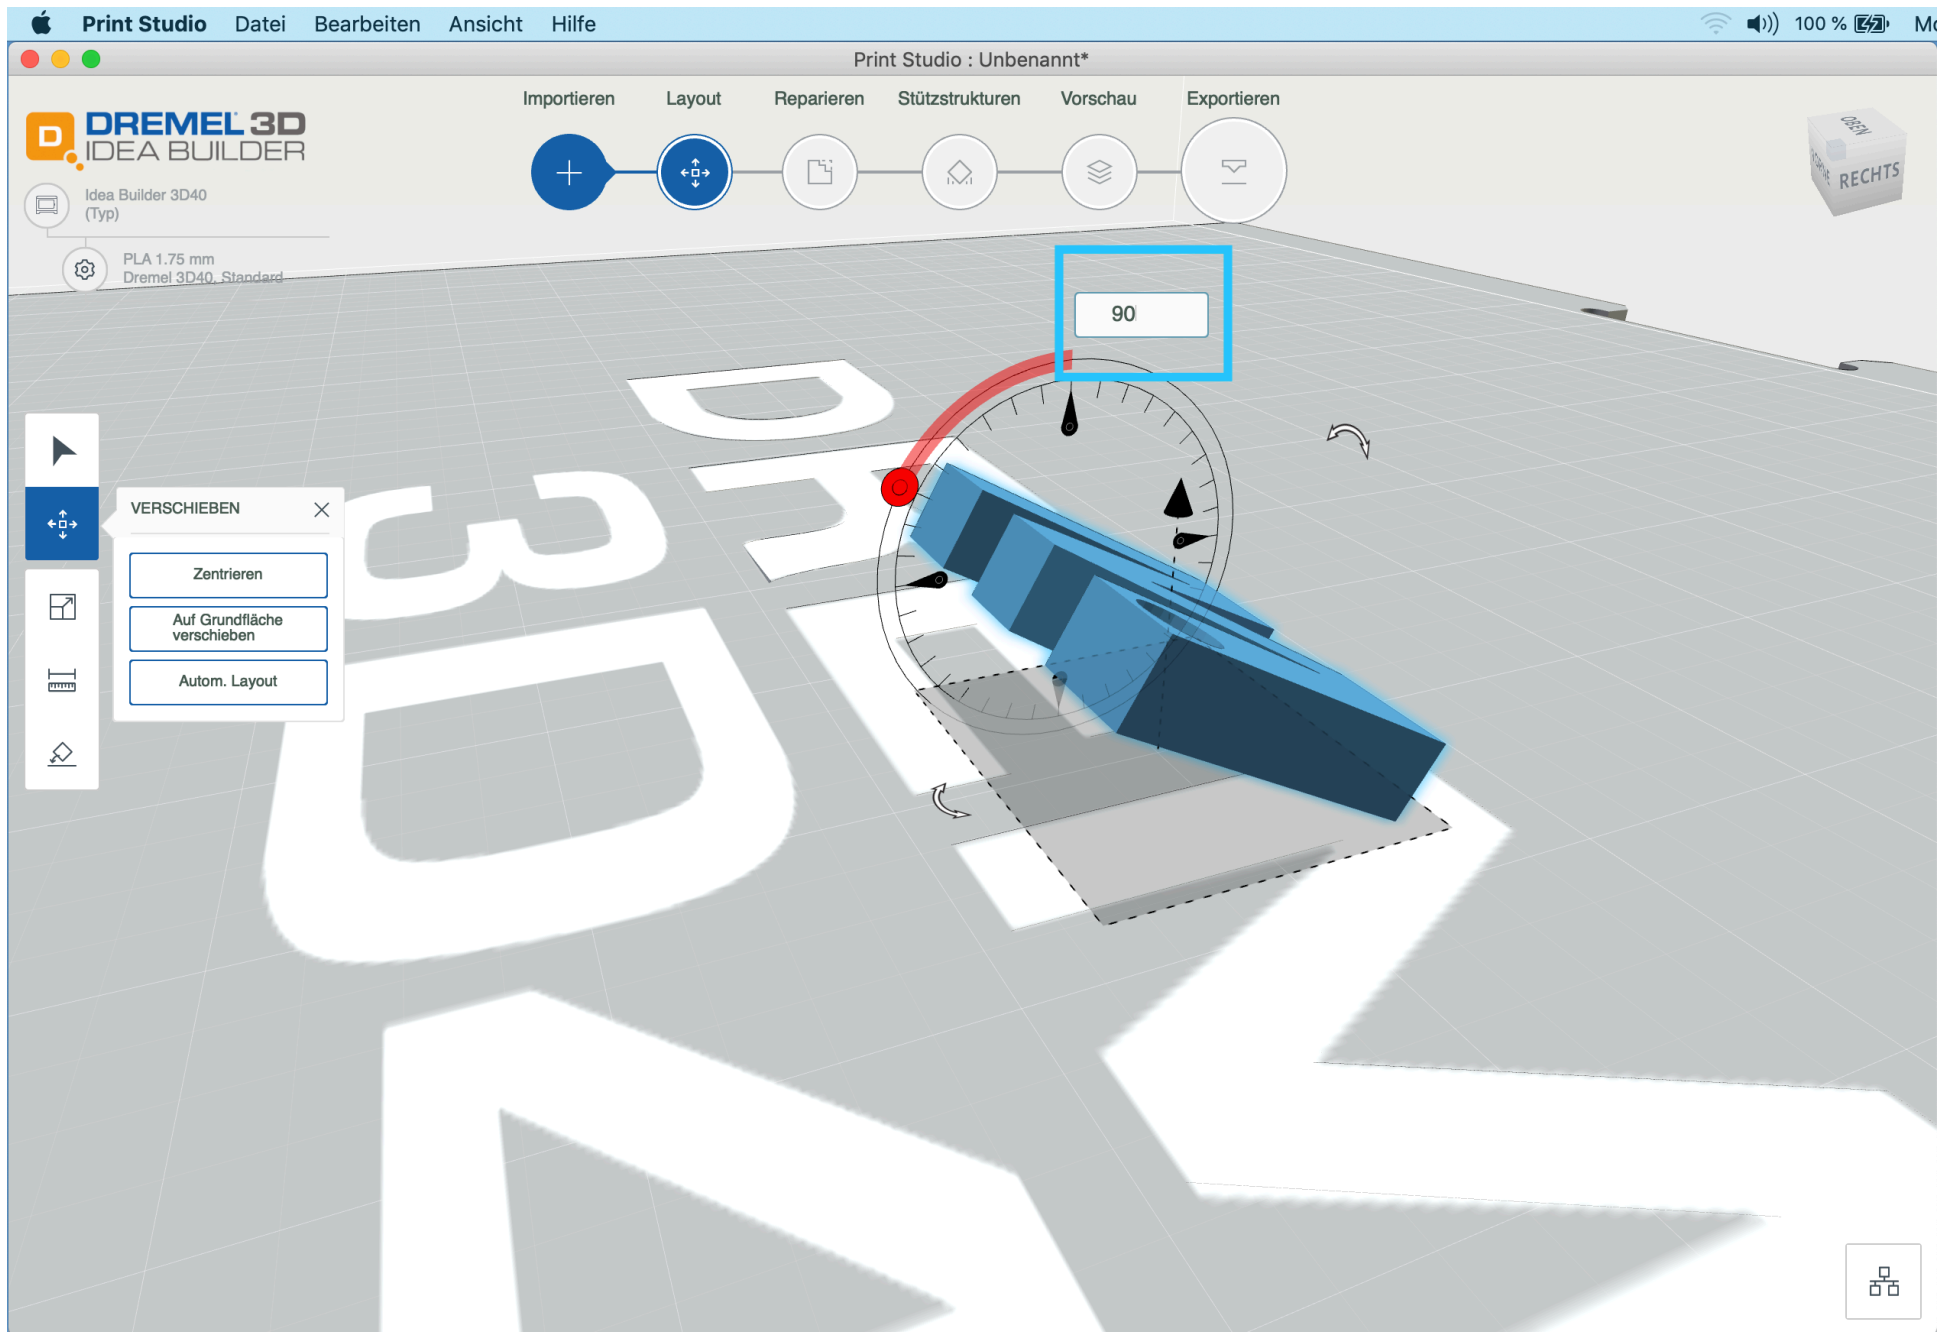 Print Studio Datei Bearbeiten Ansicht Hilfe 100 %
Print Studio : Unbenannt*
Importieren Layout Reparieren Stützstrukturen Vorschau Exportieren
D DREMEL 3D
IDEA BUILDER
Idea Builder 3D40
(Typ)
PLA 1.75 mm
Dremel 3D40, Standard
OBEN
RECHTS
90
VERSCHIEBEN
Zentrieren
Auf Grundfläche
verschieben
Autom. Layout